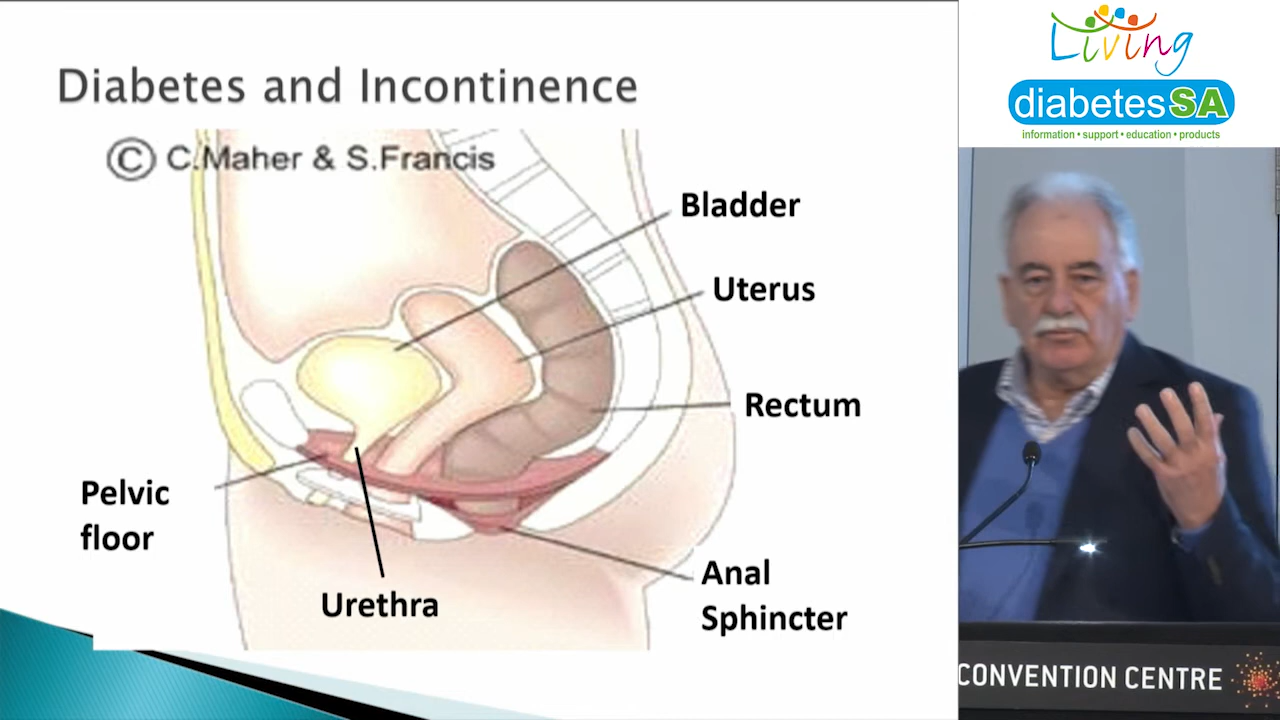 Diabetes and Incontinence
© C.Maher & S.Francis
Bladder
Uterus
Rectum
Pelvic
floor
Urethra
Anal
Sphincter
Living
diabetesSA
information • support • education • products
CONVENTION CENTRE